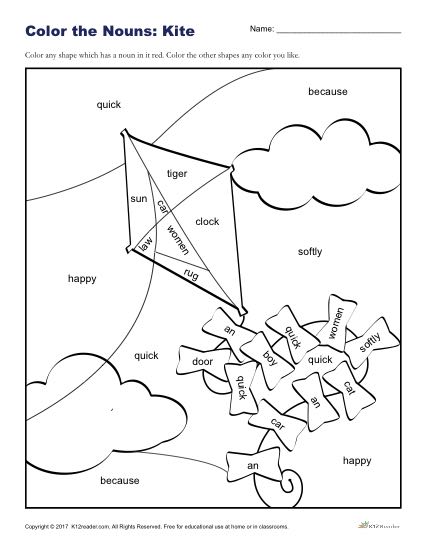 Color the Nouns: Kite
Name:
Color any shape which has a noun in it red. Color the other shapes any color you like.
because
quick
tiger
sun
car
clock
women
law
softly
rug
happy
women
an
quick
softly
quick
boy
quick
door
quick
cat
an
car
an
happy
because
Copyright © 2017 K12reader.com. All Rights Reserved. Free for educational use at home or in classrooms.
K12Reader